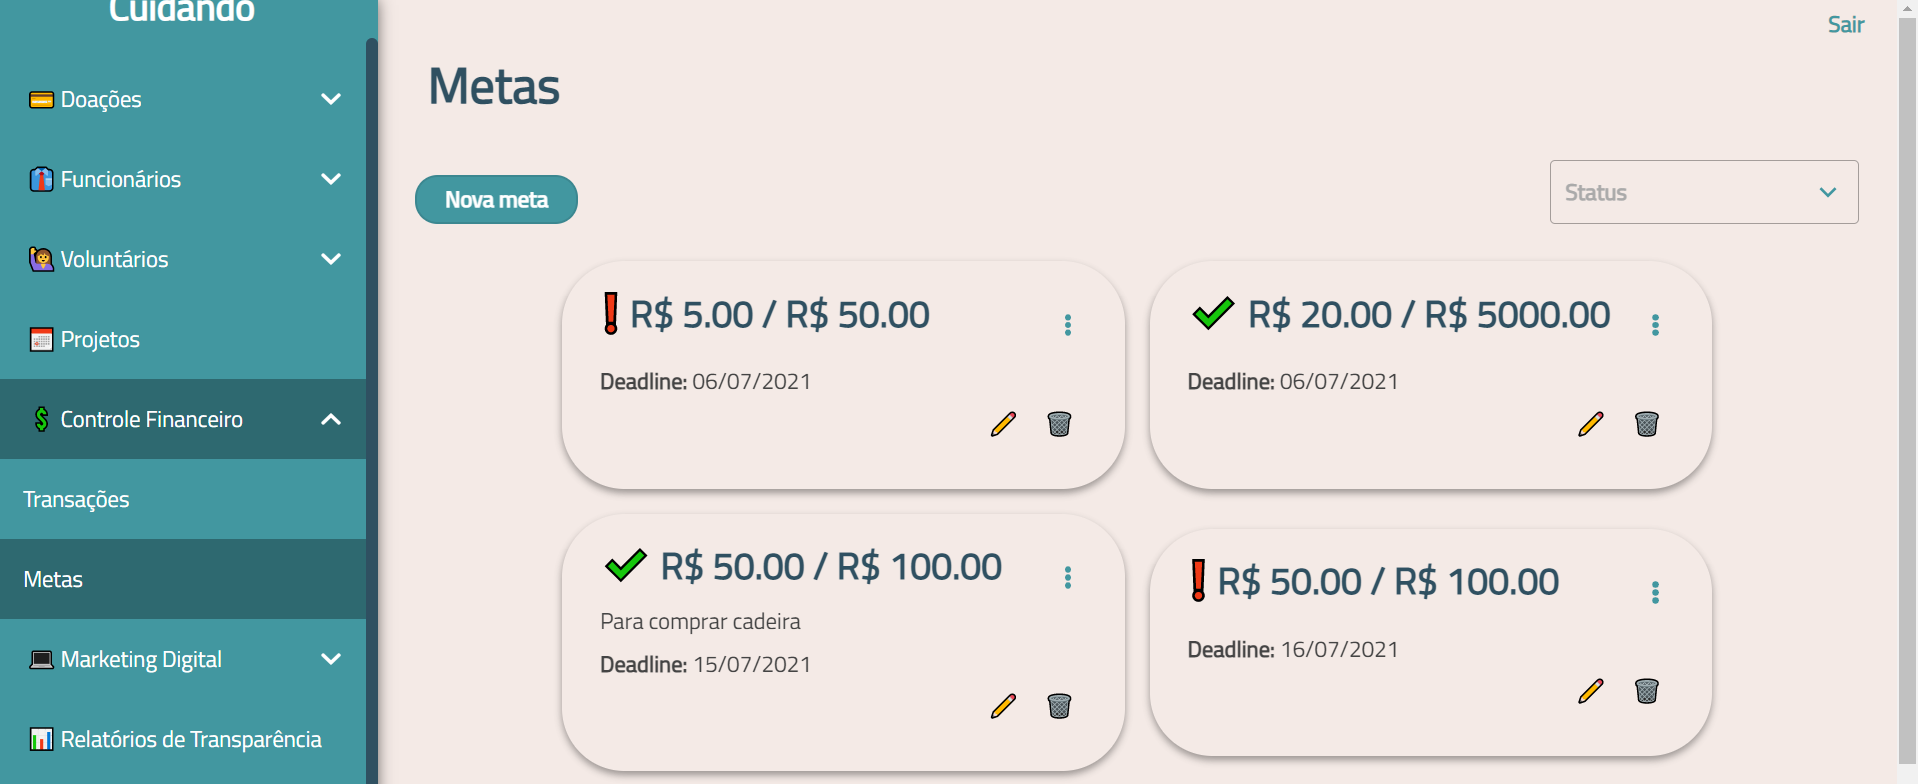 Cuidando
Doações
Funcionários
Voluntários
Projetos
Controle Financeiro
Transações
Metas
Marketing Digital
Relatórios de Transparência
Sair
Metas
Nova meta
Status
R$ 5.00 / R$ 50.00
Deadline: 06/07/2021
R$ 20.00 / R$ 5000.00
Deadline: 06/07/2021
R$ 50.00 / R$ 100.00
Para comprar cadeira
Deadline: 15/07/2021
R$ 50.00 / R$ 100.00
Deadline: 16/07/2021